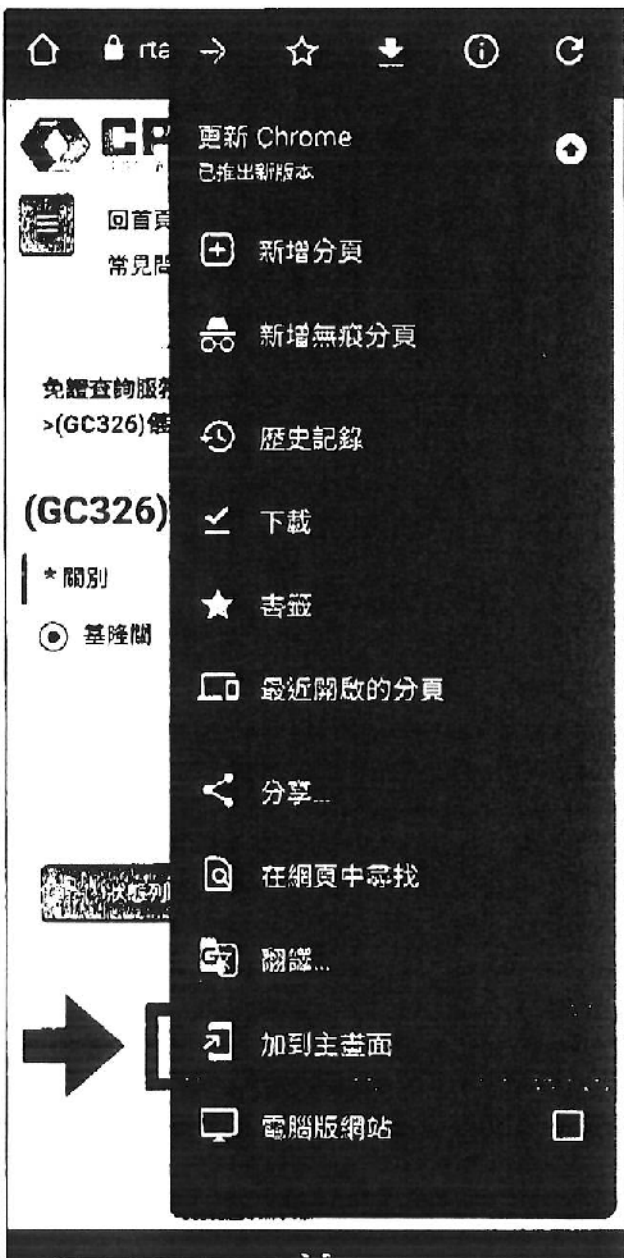 rta
更新 Chrome
已推出新版本
CP
回首頁
常見問
新增分頁
新增無痕分頁
免證查詢服務
>(GC326)
歷史記錄
(GC326)
下載
* 關別
書籤
基隆關
最近開啟的分頁
分享...
在網頁中尋找
翻譯...
加到主畫面
電腦版網站